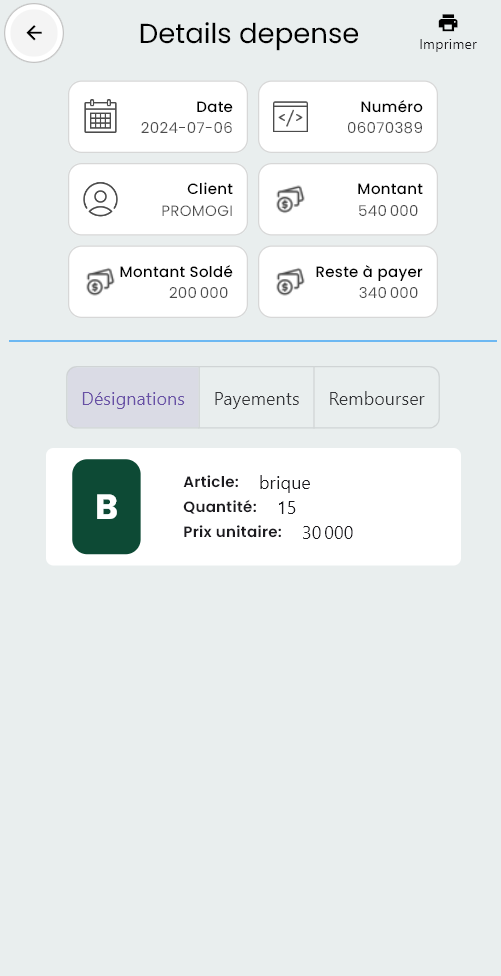 Details depense
Imprimer
Date
2024-07-06
Numéro
06070389
</>
Client
PROMOGI
Montant
540 000
Montant Soldé
200 000
Reste à payer
340 000
Désignations
Payements
Rembourser
B
Article: brique
Quantité: 15
Prix unitaire: 30 000